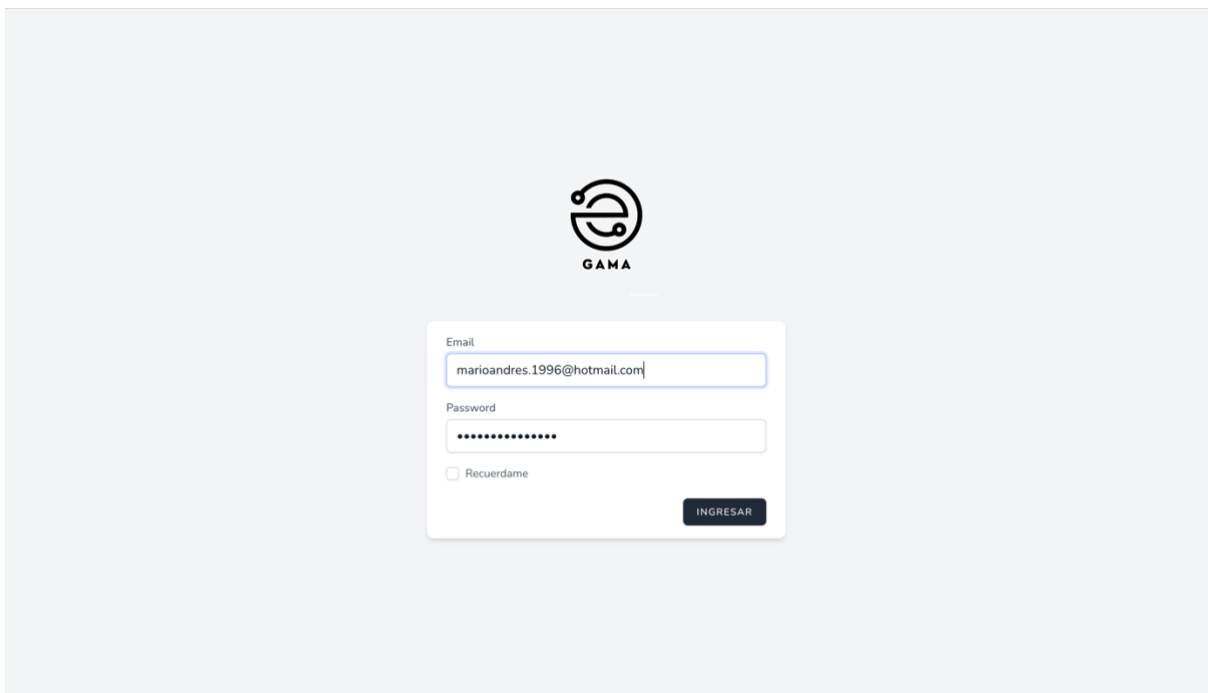 GAMA
Email
marioandres.1996@hotmail.com
Password
•••••••••••••••
Recuerdame
INGRESAR